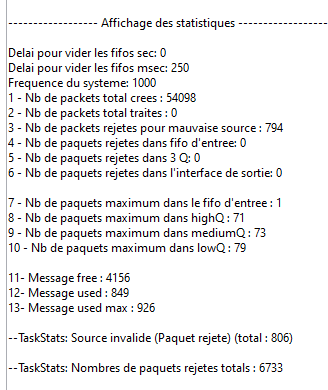 ------------------ Affichage des statistiques ------------------
Delai pour vider les fifos sec: 0
Delai pour vider les fifos msec: 250
Frequence du systeme: 1000
1 - Nb de packets total crees : 54098
2 - Nb de packets total traites : 0
3 - Nb de packets rejetes pour mauvaise source : 794
4 - Nb de paquets rejetes dans fifo d'entree: 0
5 - Nb de paquets rejetes dans 3 Q: 0
6 - Nb de paquets rejetes dans l'interface de sortie: 0
7 - Nb de paquets maximum dans le fifo d'entree : 1
8 - Nb de paquets maximum dans highQ : 71
9 - Nb de paquets maximum dans mediumQ : 73
10 - Nb de paquets maximum dans lowQ : 79
11- Message free : 4156
12- Message used : 849
13- Message used max : 926
--TaskStats: Source invalide (Paquet rejete) (total : 806)
--TaskStats: Nombres de paquets rejetes totals : 6733